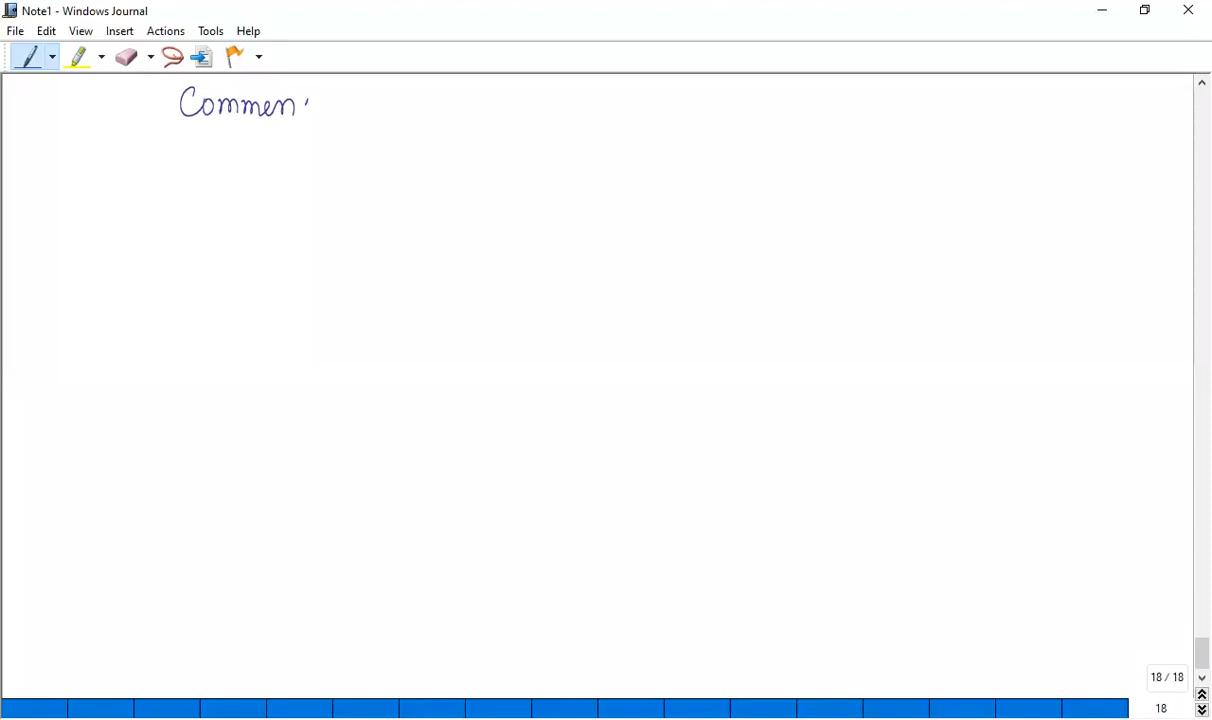 Note1 - Windows Journal
File Edit View Insert Actions Tools Help
Commen
18 / 18
18